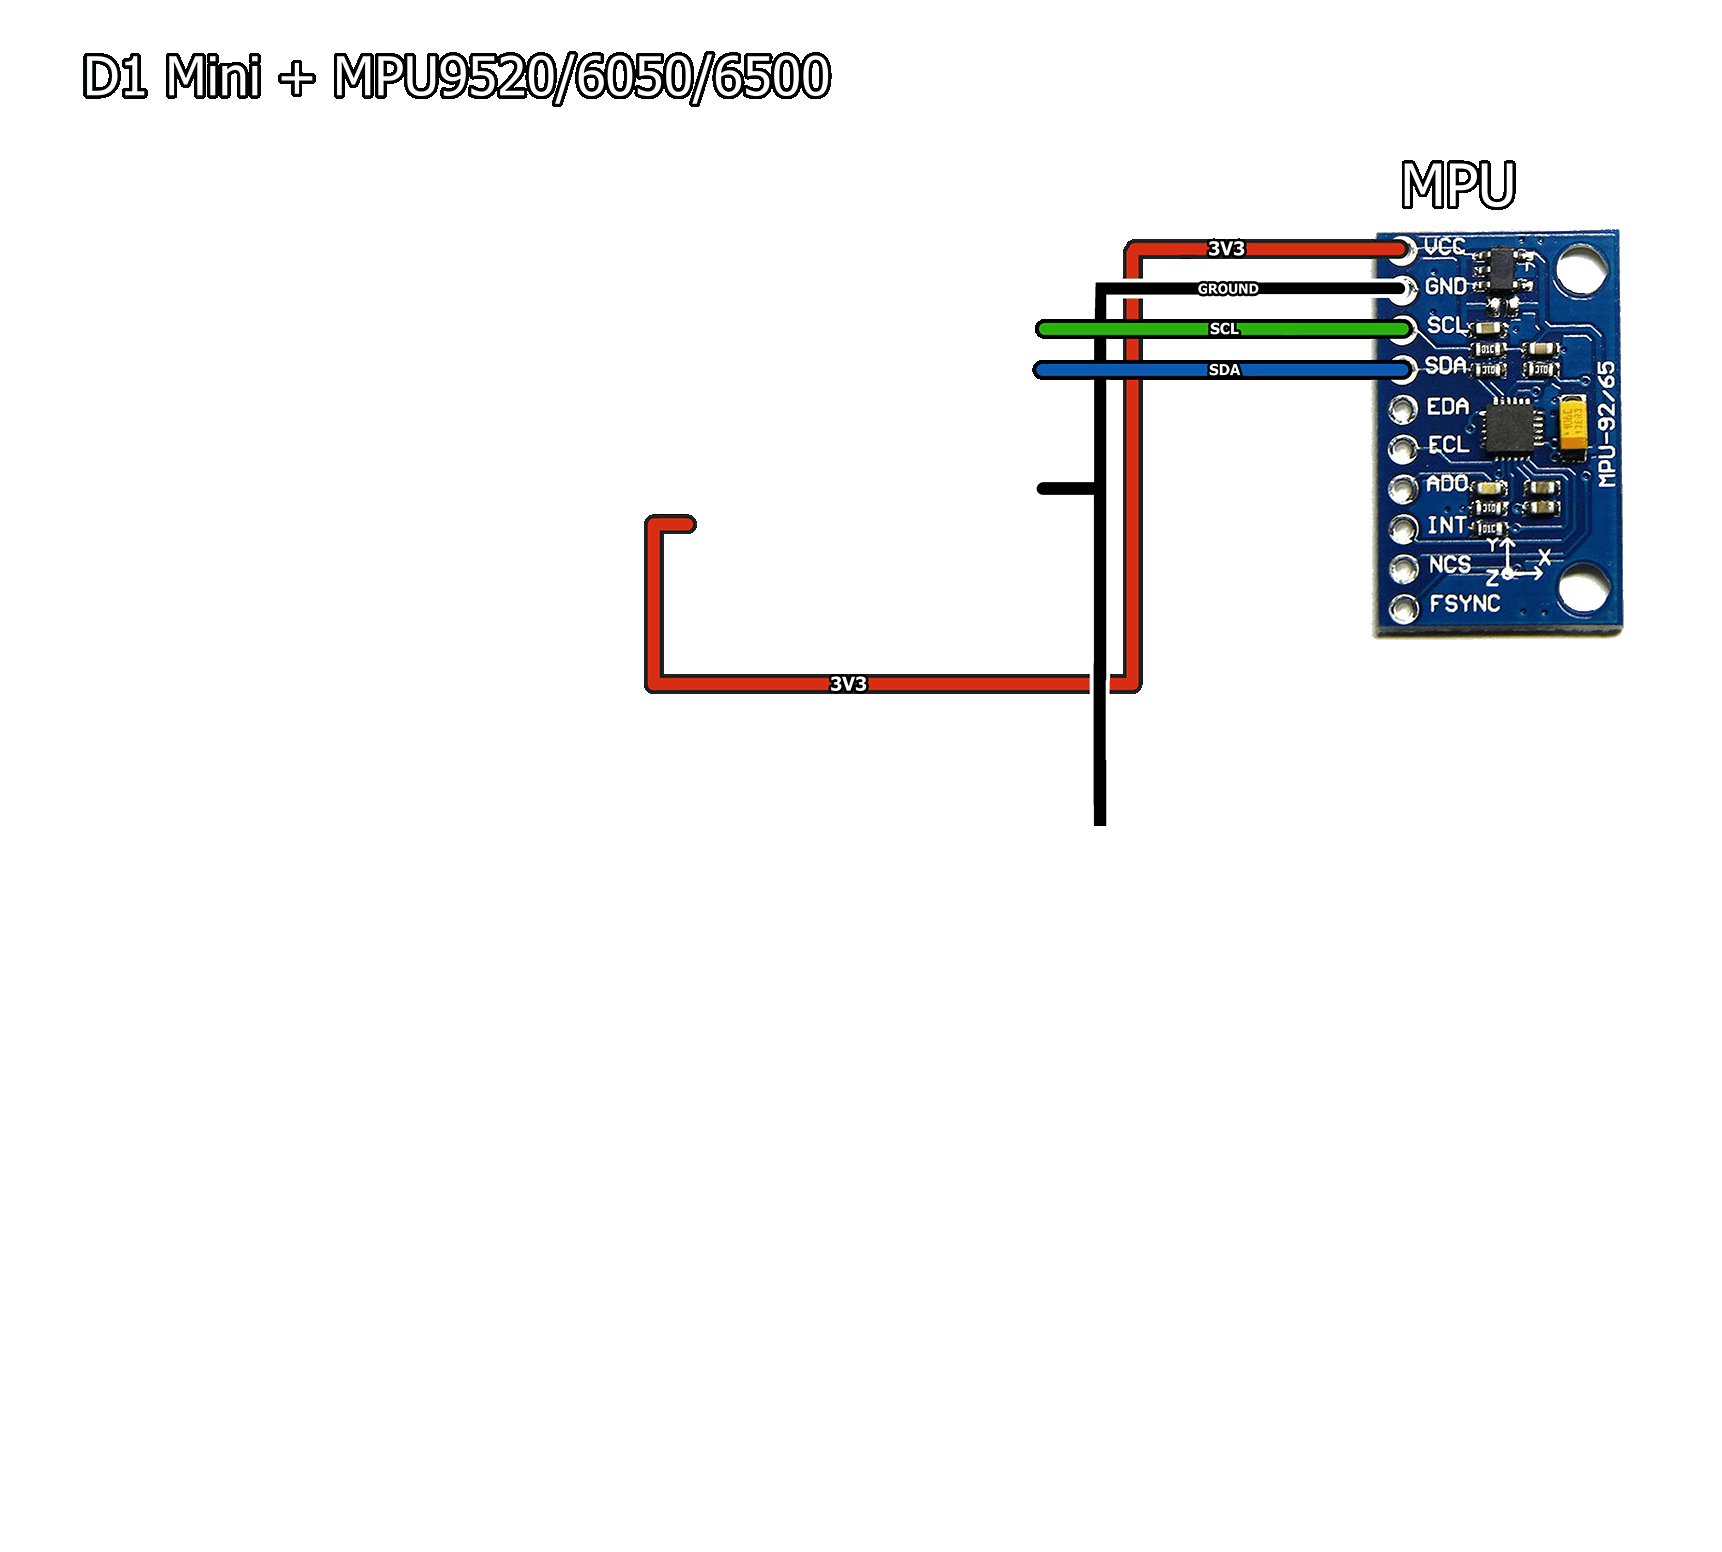 D1 Mini + MPU9520/6050/6500
MPU
3V3
GROUND
SCL
SDA
3V3
VCC
GND
SCL
SDA
EDA
ECL
ADO
INT
NCS
FSYNC
Y
X
Z
MPU-92/65